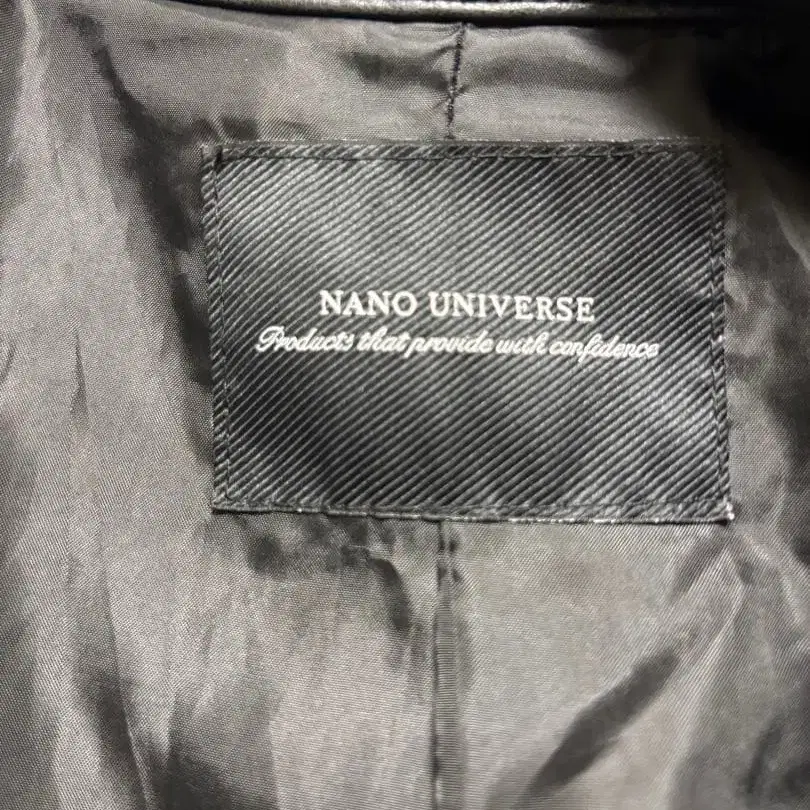 NANO UNIVERSE
Products that provide with confidence